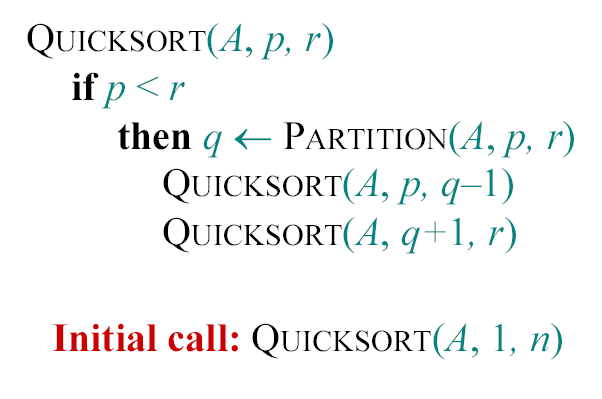 QUICKSORT(A, p, r)
if p < r
then q ← PARTITION(A, p, r)
QUICKSORT(A, p, q–1)
QUICKSORT(A, q+1, r)
Initial call: QUICKSORT(A, 1, n)